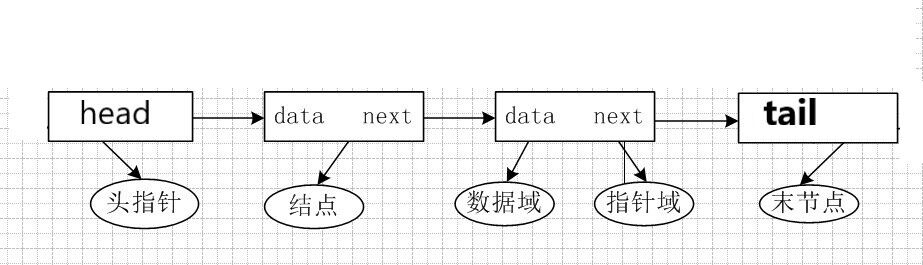 head data next data next tail
头指针 结点 数据域 指针域 末节点